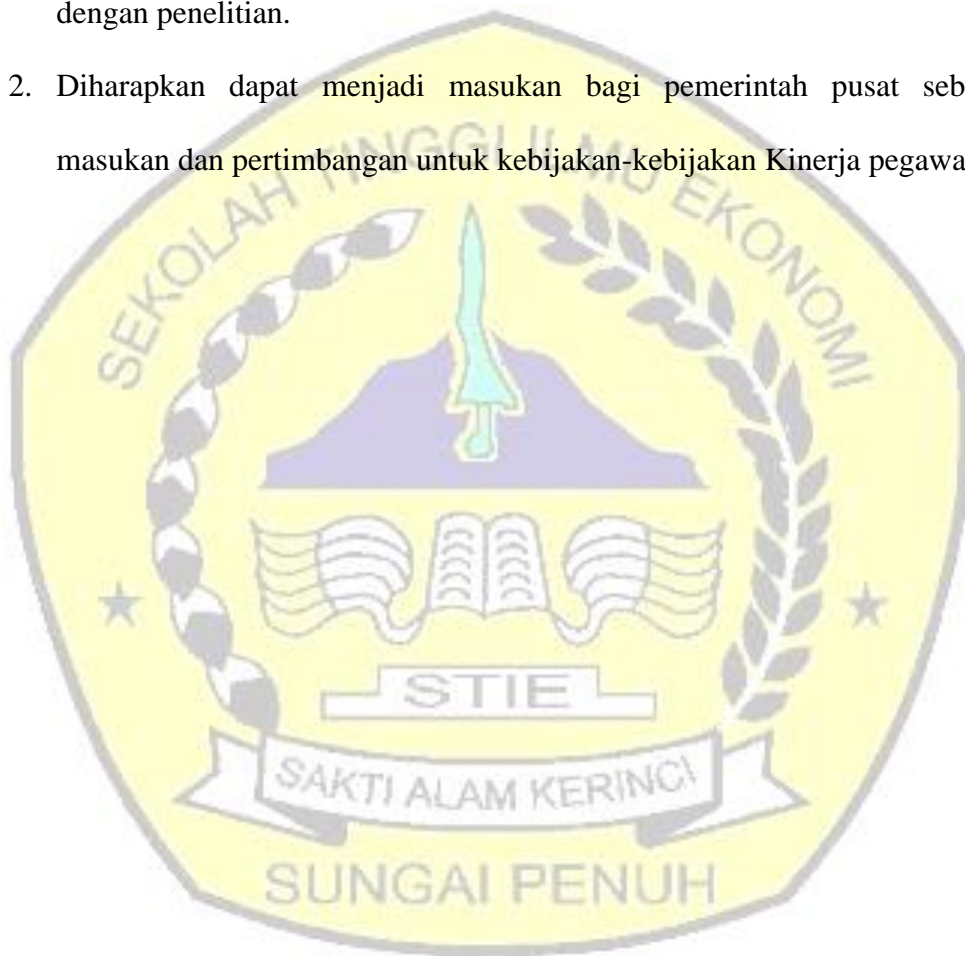 dengan penelitian.
2. Diharapkan dapat menjadi masukan bagi pemerintah pusat seb
masukan dan pertimbangan untuk kebijakan-kebijakan Kinerja pegawa
SEKOLAH TINGGI ILMU EKONOMI
STIE
SAKTI ALAM KERINCI
SUNGAI PENUH